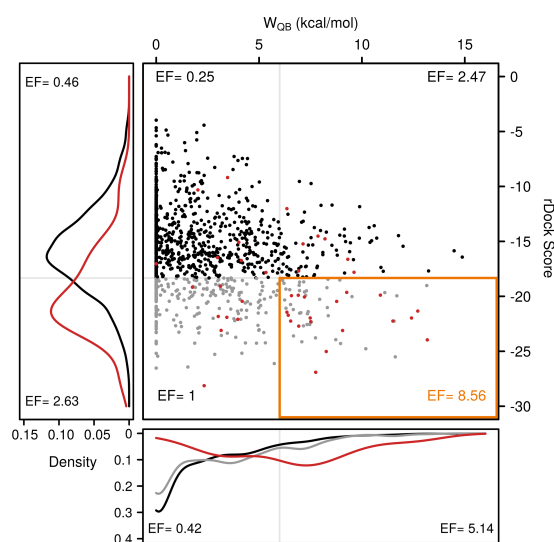 W_QB (kcal/mol)
0 5 10 15
EF= 0.46
EF= 0.25
EF= 2.47
0
-5
-10
-15
-20
-25
-30
rDock Score
EF= 2.63
EF= 1
EF= 8.56
0.15 0.10 0.05 0
Density
0
0.1
0.2
0.3
0.4
EF= 0.42
EF= 5.14